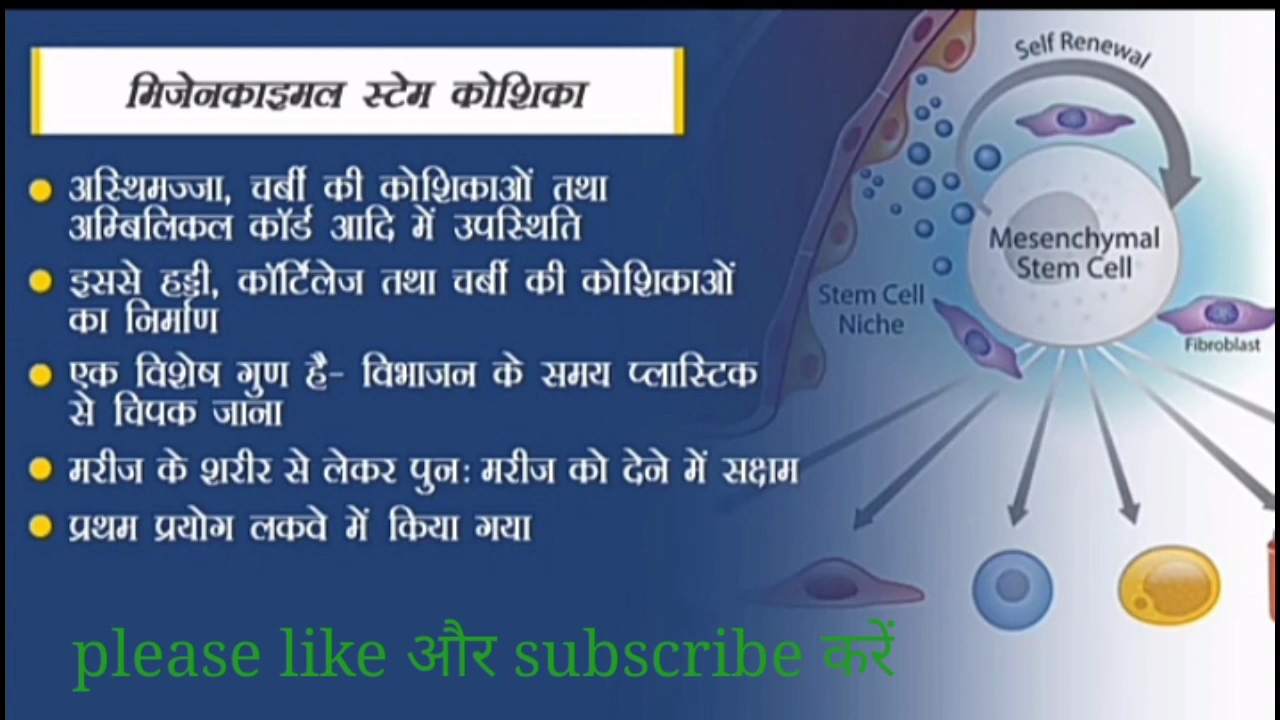 मिजेनकाइमल स्टेम कोशिका
अस्थिमज्जा, चर्बी की कोशिकाओं तथा
अम्बिलिकल कॉर्ड आदि में उपस्थिति
इससे हड्डी, कॉर्टिलेज तथा चर्बी की कोशिकाओं
का निर्माण
एक विशेष गुण है- विभाजन के समय प्लास्टिक
से चिपक जाना
मरीज के शरीर से लेकर पुनः मरीज को देने में सक्षम
प्रथम प्रयोग लकवे में किया गया
please like और subscribe करें
Self Renewal
Mesenchymal
Stem Cell
Stem Cell
Niche
Fibroblast